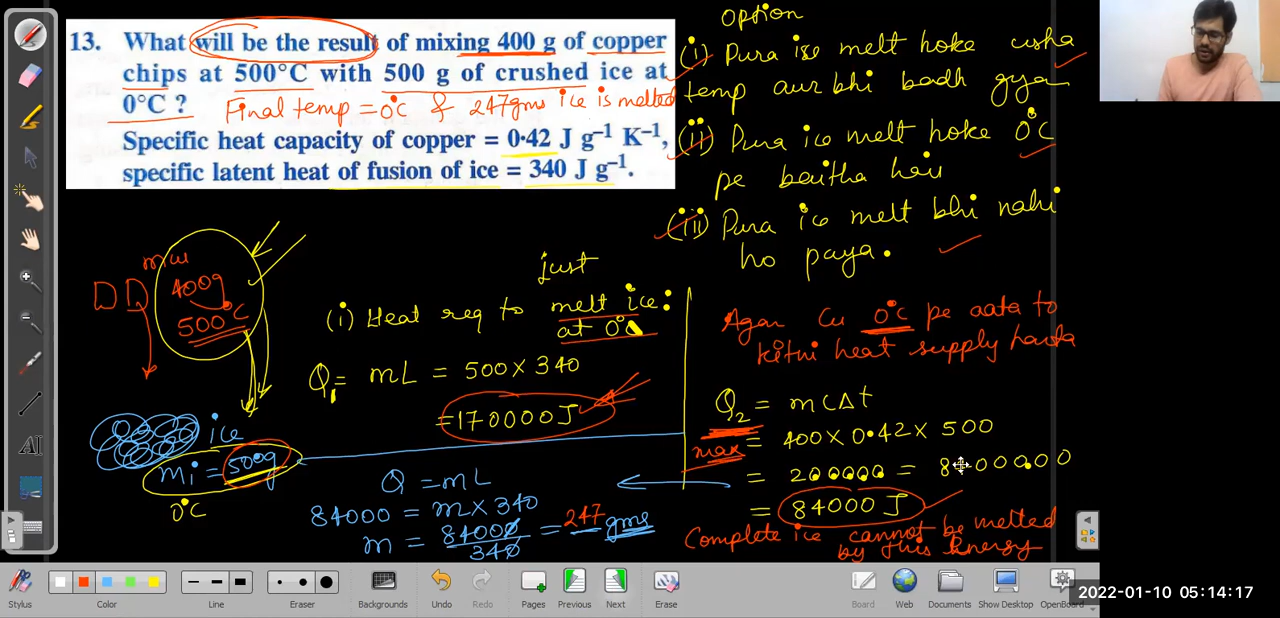 13. What will be the result of mixing 400 g of copper
chips at 500°C with 500 g of crushed ice at
0°C ? Final temp = 0°C & 247gms ice is melted
Specific heat capacity of copper = 0·42 J g⁻¹ K⁻¹,
specific latent heat of fusion of ice = 340 J g⁻¹.
option
(i) Pura ice melt hoke uska
temp aur bhi badh gya
(ii) Pura ice melt hoke 0°C
pe baitha hai
(iii) Pura ice melt bhi nahi
ho paya.
400g
500°C
ice
mi = 500g
0°C
just
(i) Heat req to melt ice:
at 0°C
Q1 = mL = 500 × 340
= 170000 J
Q = mL
84000 = m × 340
m = 84000/340 = 247 gms
Agar Cu 0°C pe aata to
kitni heat supply karta
Q2 = mCΔt
max = 400 × 0.42 × 500
= 84000 J
Complete ice cannot be melted
by this Energy
Stylus
Color
Line
Eraser
Backgrounds
Undo
Redo
Pages
Previous
Next
Erase
Board
Web
Documents
Show Desktop
OpenBoard
2022-01-10 05:14:17